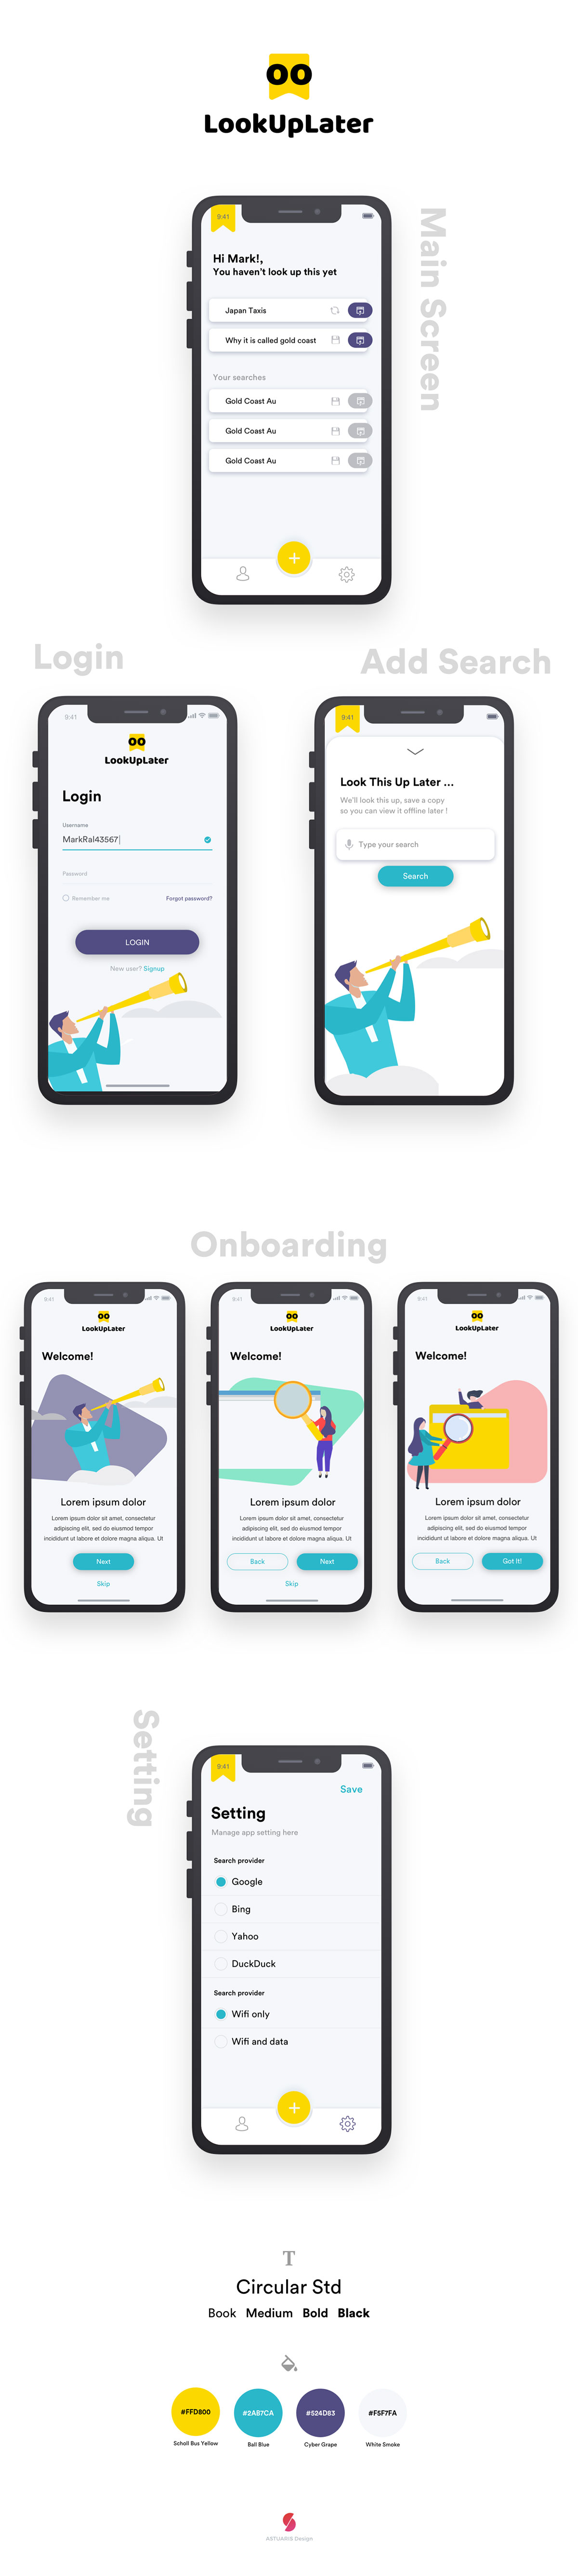 LookUpLater
Main Screen
9:41
Hi Mark!,
You haven't look up this yet
Japan Taxis
Why it is called gold coast
Your searches
Gold Coast Au
Gold Coast Au
Gold Coast Au
Login
9:41
LookUpLater
Login
Username
MarkRal43567
Password
Remember me Forgot password?
LOGIN
New user? Signup
Add Search
9:41
Look This Up Later ...
We'll look this up, save a copy
so you can view it offline later !
Type your search
Search
Onboarding
9:41
LookUpLater
Welcome!
Lorem ipsum dolor
Lorem ipsum dolor sit amet, consectetur
adipiscing elit, sed do eiusmod tempor
incididunt ut labore et dolore magna aliqua. Ut
Next
Skip
9:41
LookUpLater
Welcome!
Lorem ipsum dolor
Lorem ipsum dolor sit amet, consectetur
adipiscing elit, sed do eiusmod tempor
incididunt ut labore et dolore magna aliqua. Ut
Back Next
Skip
9:41
LookUpLater
Welcome!
Lorem ipsum dolor
Lorem ipsum dolor sit amet, consectetur
adipiscing elit, sed do eiusmod tempor
incididunt ut labore et dolore magna aliqua. Ut
Back Got It!
Setting
9:41
Save
Setting
Manage app setting here
Search provider
Google
Bing
Yahoo
DuckDuck
Search provider
Wifi only
Wifi and data
T
Circular Std
Book Medium Bold Black
#FFD800 #2AB7CA #524D83 #F5F7FA
Scholl Bus Yellow Ball Blue Cyber Grape White Smoke
ASTUARIX Design